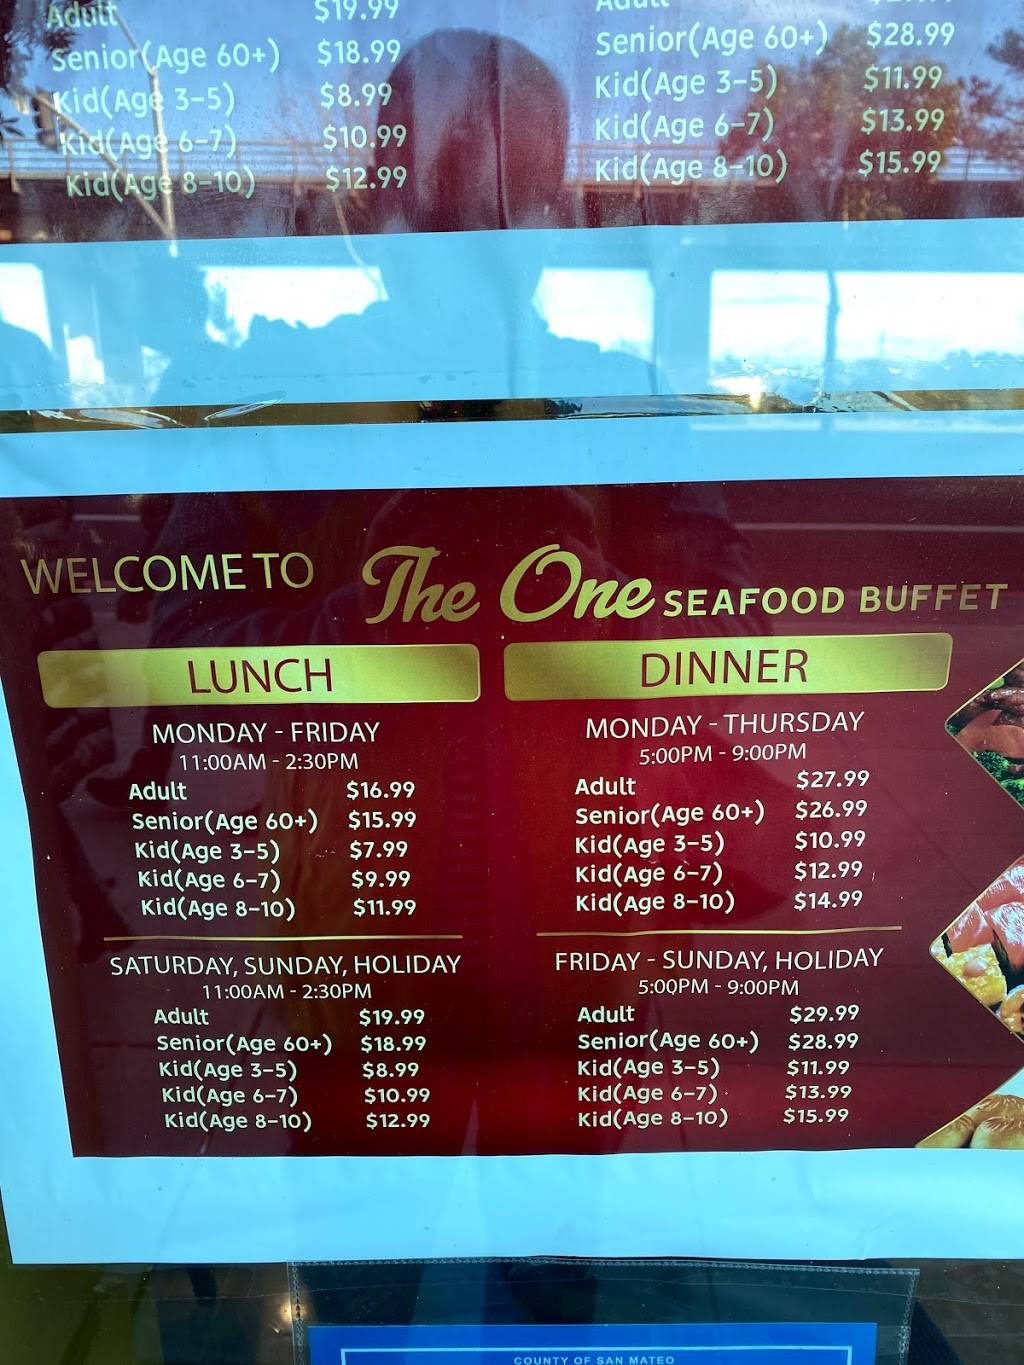 Adult $19.99
Adult
Senior(Age 60+) $18.99
Senior(Age 60+) $28.99
Kid(Age 3-5) $8.99
Kid(Age 3-5) $11.99
Kid(Age 6-7) $10.99
Kid(Age 6-7) $13.99
Kid(Age 8-10) $12.99
Kid(Age 8-10) $15.99
WELCOME TO The One SEAFOOD BUFFET
LUNCH
MONDAY - FRIDAY
11:00AM - 2:30PM
Adult $16.99
Senior(Age 60+) $15.99
Kid(Age 3-5) $7.99
Kid(Age 6-7) $9.99
Kid(Age 8-10) $11.99
SATURDAY, SUNDAY, HOLIDAY
11:00AM - 2:30PM
Adult $19.99
Senior(Age 60+) $18.99
Kid(Age 3-5) $8.99
Kid(Age 6-7) $10.99
Kid(Age 8-10) $12.99
DINNER
MONDAY - THURSDAY
5:00PM - 9:00PM
Adult $27.99
Senior(Age 60+) $26.99
Kid(Age 3-5) $10.99
Kid(Age 6-7) $12.99
Kid(Age 8-10) $14.99
FRIDAY - SUNDAY, HOLIDAY
5:00PM - 9:00PM
Adult $29.99
Senior(Age 60+) $28.99
Kid(Age 3-5) $11.99
Kid(Age 6-7) $13.99
Kid(Age 8-10) $15.99
COUNTY OF SAN MATEO